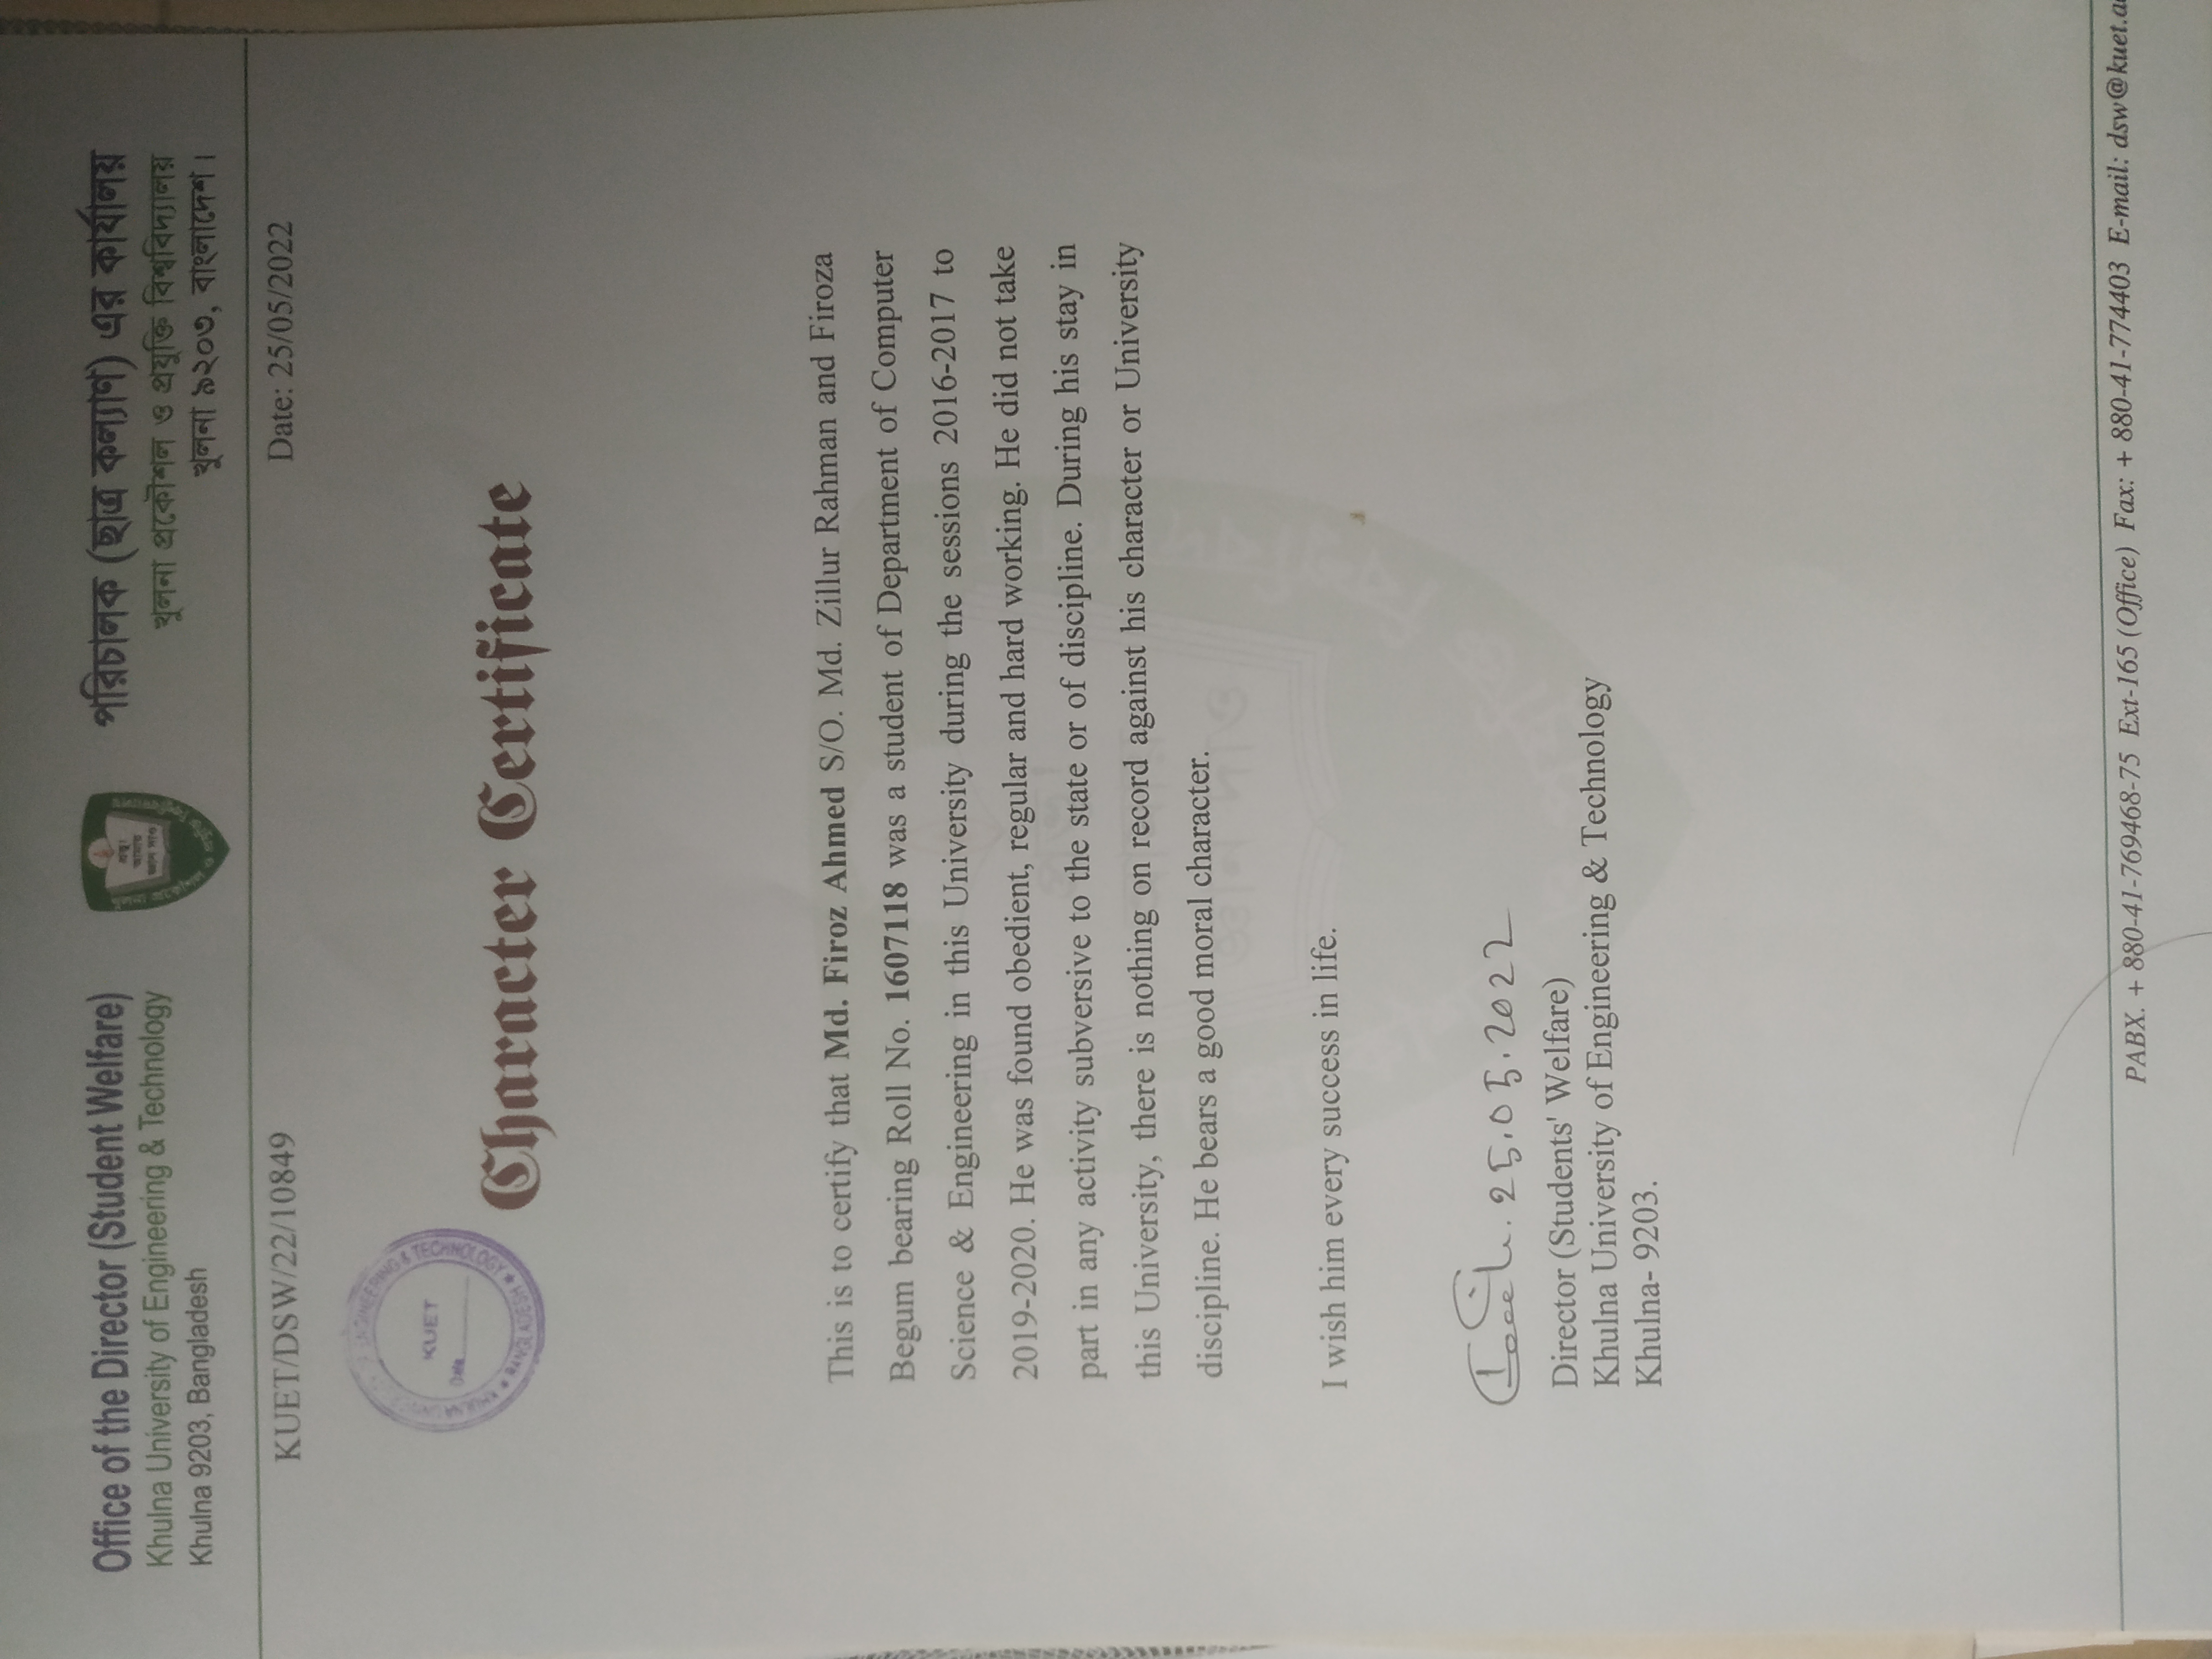 Office of the Director (Student Welfare)
Khulna University of Engineering & Technology
Khulna 9203, Bangladesh
প্রভু!
আমায়
জ্ঞান দাও
পরিচালক (ছাত্র কল্যাণ) এর কার্যালয়
খুলনা প্রকৌশল ও প্রযুক্তি বিশ্ববিদ্যালয়
খুলনা ৯২০৩, বাংলাদেশ।
KUET/DSW/22/10849
Date: 25/05/2022
ENGINEERING & TECHNOLOGY
KUET
Date
★ BANGLADESH ★
Character Certificate
This is to certify that Md. Firoz Ahmed S/O. Md. Zillur Rahman and Firoza
Begum bearing Roll No. 1607118 was a student of Department of Computer
Science & Engineering in this University during the sessions 2016-2017 to
2019-2020. He was found obedient, regular and hard working. He did not take
part in any activity subversive to the state or of discipline. During his stay in
this University, there is nothing on record against his character or University
discipline. He bears a good moral character.
I wish him every success in life.
25.05.2022
Director (Students' Welfare)
Khulna University of Engineering & Technology
Khulna- 9203.
PABX. + 880-41-769468-75 Ext-165 (Office) Fax: + 880-41-774403 E-mail: dsw@kuet.a